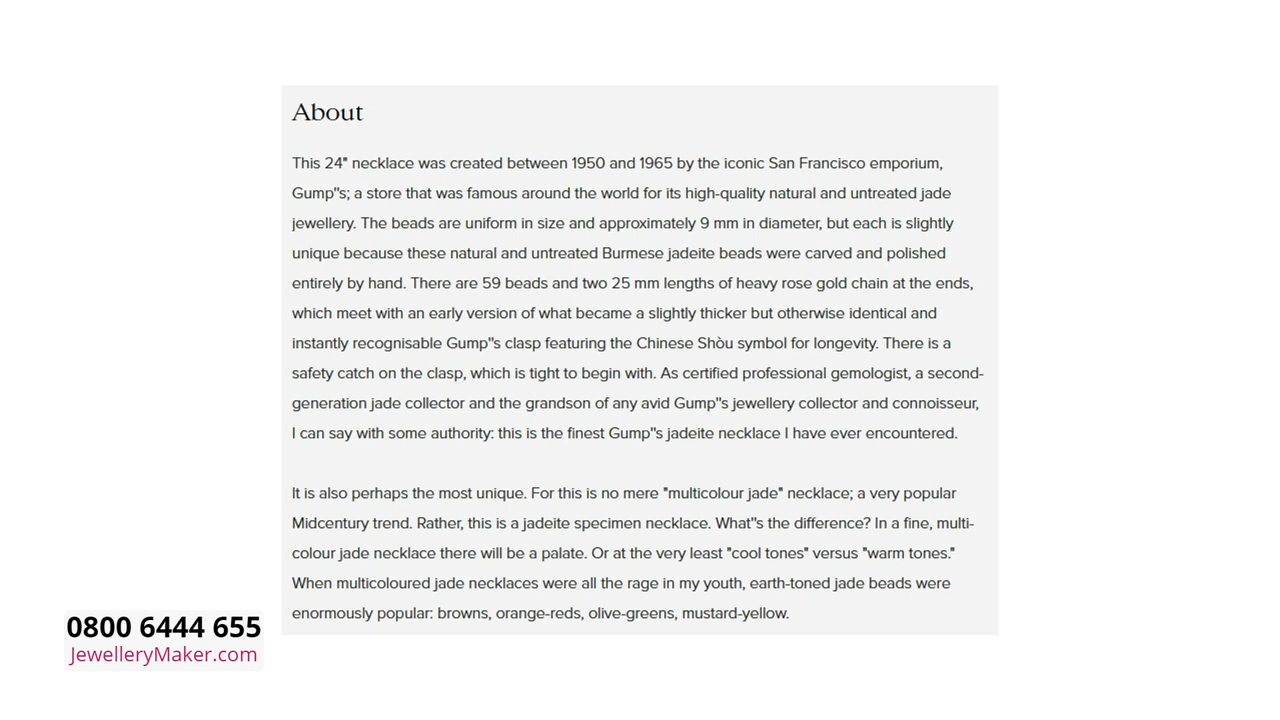 About
This 24" necklace was created between 1950 and 1965 by the iconic San Francisco emporium,
Gump"s; a store that was famous around the world for its high-quality natural and untreated jade
jewellery. The beads are uniform in size and approximately 9 mm in diameter, but each is slightly
unique because these natural and untreated Burmese jadeite beads were carved and polished
entirely by hand. There are 59 beads and two 25 mm lengths of heavy rose gold chain at the ends,
which meet with an early version of what became a slightly thicker but otherwise identical and
instantly recognisable Gump"s clasp featuring the Chinese Shòu symbol for longevity. There is a
safety catch on the clasp, which is tight to begin with. As certified professional gemologist, a second-
generation jade collector and the grandson of any avid Gump"s jewellery collector and connoisseur,
I can say with some authority: this is the finest Gump"s jadeite necklace I have ever encountered.
It is also perhaps the most unique. For this is no mere "multicolour jade" necklace; a very popular
Midcentury trend. Rather, this is a jadeite specimen necklace. What"s the difference? In a fine, multi-
colour jade necklace there will be a palate. Or at the very least "cool tones" versus "warm tones."
When multicoloured jade necklaces were all the rage in my youth, earth-toned jade beads were
enormously popular: browns, orange-reds, olive-greens, mustard-yellow.
0800 6444 655
JewelleryMaker.com